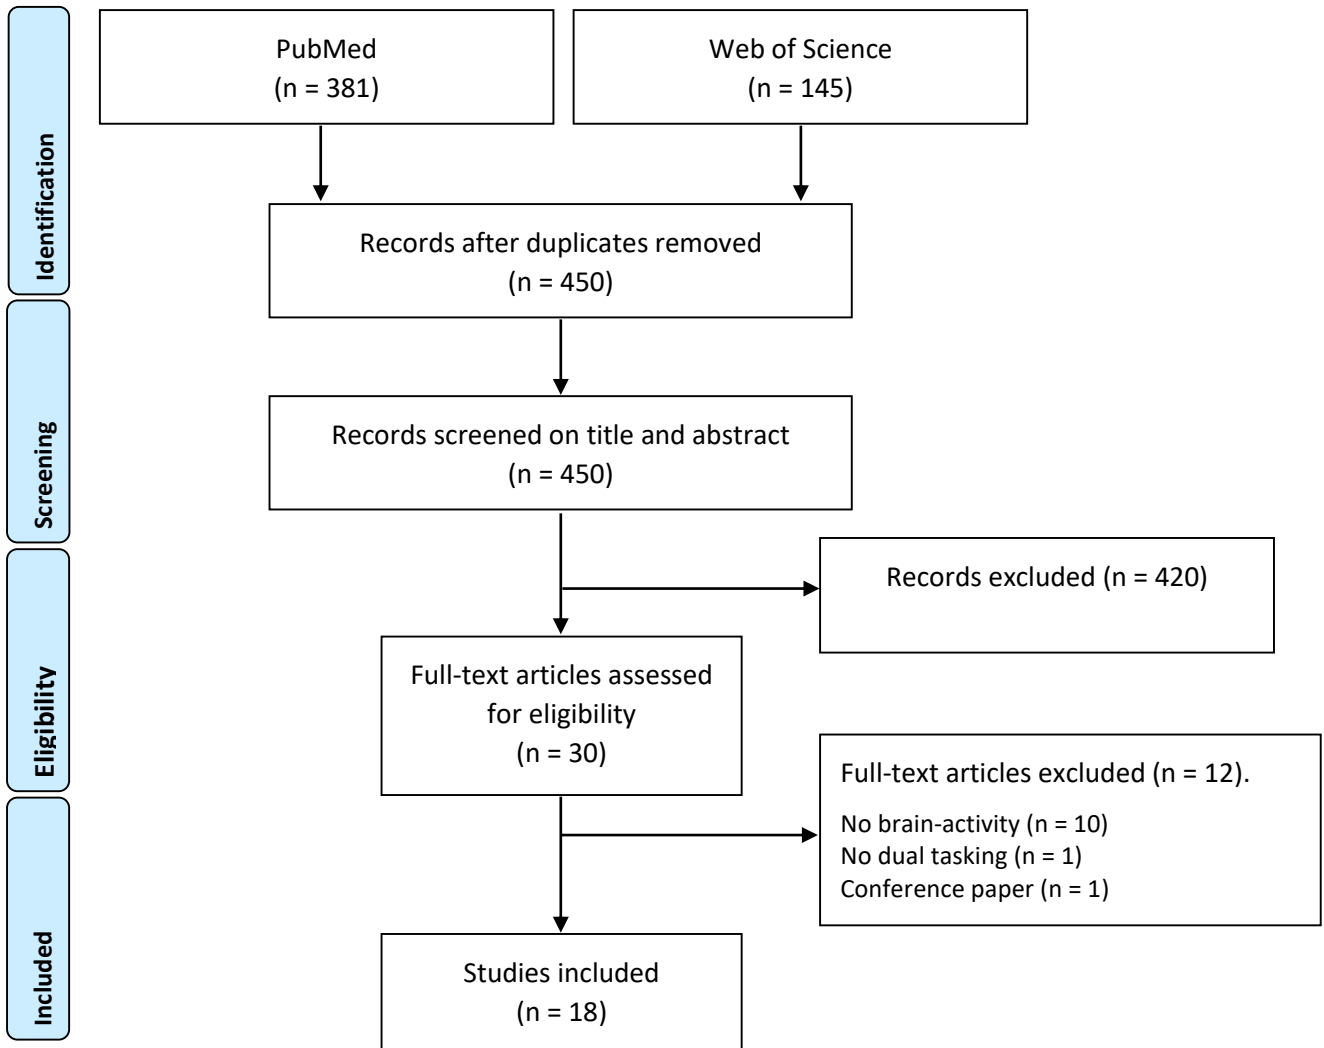 Identification
PubMed
(n = 381)
Web of Science
(n = 145)
Records after duplicates removed
(n = 450)
Screening
Records screened on title and abstract
(n = 450)
Records excluded (n = 420)
Eligibility
Full-text articles assessed
for eligibility
(n = 30)
Full-text articles excluded (n = 12).
No brain-activity (n = 10)
No dual tasking (n = 1)
Conference paper (n = 1)
Included
Studies included
(n = 18)